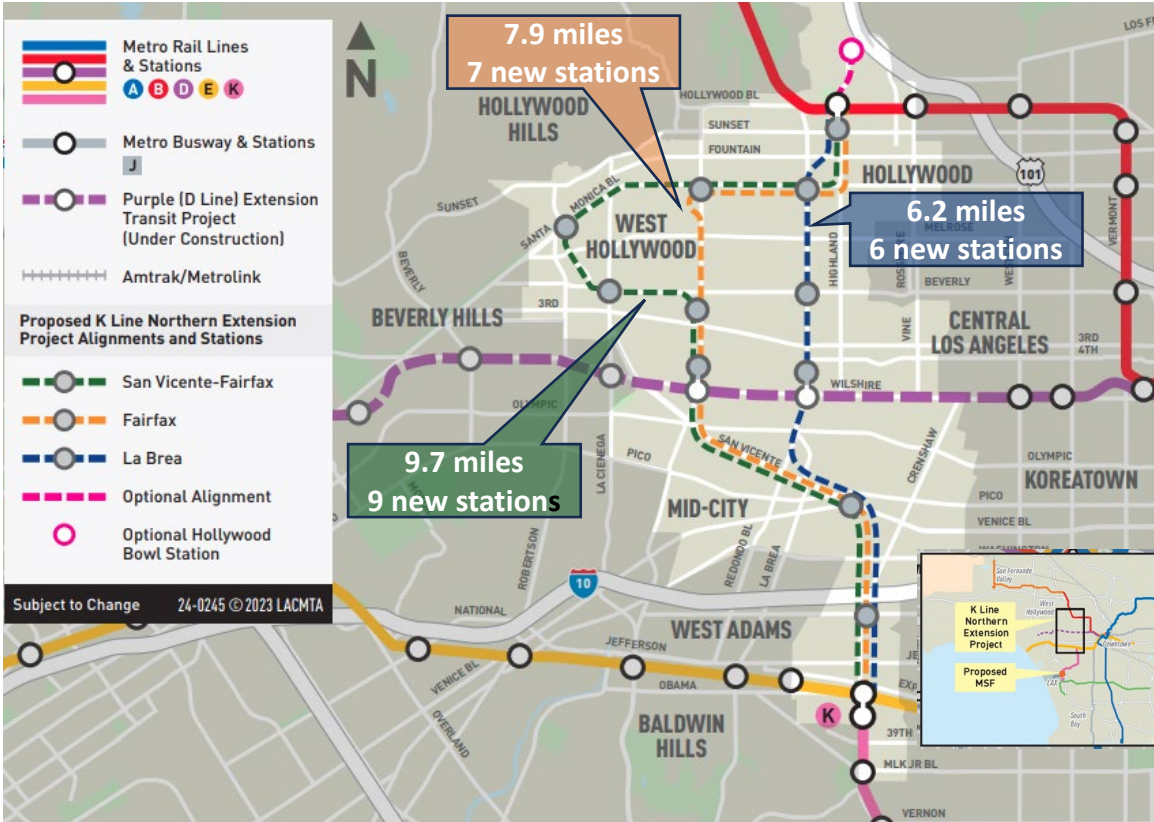 Metro Rail Lines
& Stations
A B D E K
Metro Busway & Stations
J
Purple (D Line) Extension
Transit Project
(Under Construction)
Amtrak/Metrolink
Proposed K Line Northern Extension
Project Alignments and Stations
San Vicente-Fairfax
Fairfax
La Brea
Optional Alignment
Optional Hollywood
Bowl Station
Subject to Change 24-0245 © 2023 LACMTA
N
7.9 miles
7 new stations
6.2 miles
6 new stations
9.7 miles
9 new stations
HOLLYWOOD
HILLS
HOLLYWOOD BL
SUNSET
FOUNTAIN
HOLLYWOOD
101
VERMONT
SUNSET
SANTA MONICA BL
WEST
HOLLYWOOD
HIGHLAND
MELROSE
BEVERLY
BEVERLY
VINE
3RD
BEVERLY HILLS
CENTRAL
LOS ANGELES
3RD
4TH
WILSHIRE
OLYMPIC
LA CIENEGA
PICO
SAN VICENTE
CRENSHAW
OLYMPIC
KOREATOWN
MID-CITY
PICO
VENICE BL
WASHINGTON
ROBERTSON
REDONDO BL
LA BREA
10
NATIONAL
WEST ADAMS
JEFFERSON
VENICE BL
OBAMA
OVERLAND
BALDWIN
HILLS
K
39TH
MLK JR BL
VERNON
San Fernando
Valley
West
Hollywood
K Line
Northern
Extension
Project
Downtown
Proposed
MSF
LAX
South
Bay